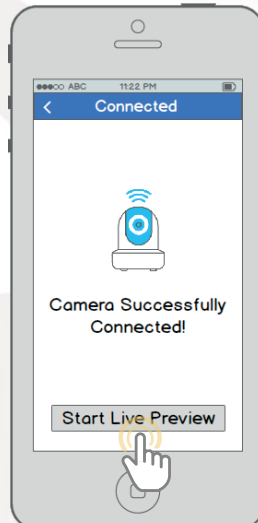 ABC 11:22 PM
Connected
Camera Successfully
Connected!
Start Live Preview